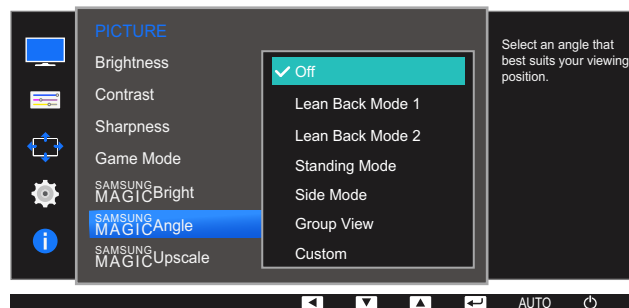 PICTURE
Brightness
Contrast
Sharpness
Game Mode
SAMSUNG
MAGICBright
SAMSUNG
MAGICAngle
SAMSUNG
MAGICUpscale
Off
Lean Back Mode 1
Lean Back Mode 2
Standing Mode
Side Mode
Group View
Custom
Select an angle that
best suits your viewing
position.
AUTO